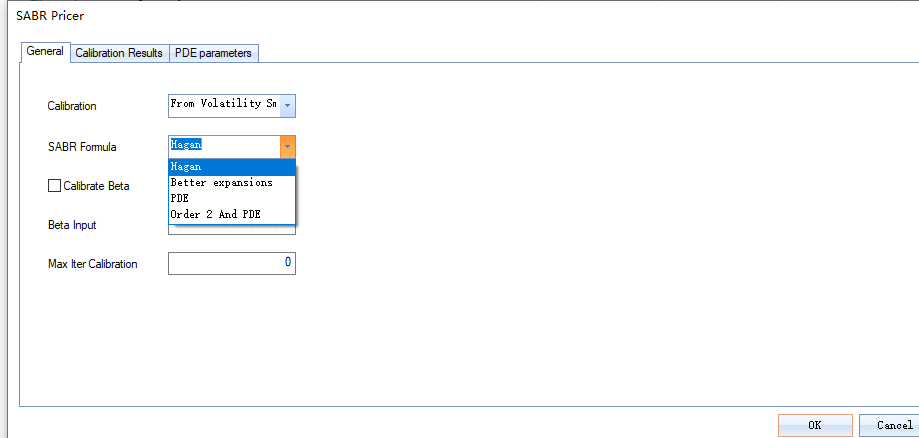 SABR Pricer
General Calibration Results PDE parameters
Calibration From Volatility Sm
SABR Formula Hagan
Hagan
Calibrate Beta Better expansions
PDE
Order 2 And PDE
Beta Input
Max Iter Calibration 0
OK Cancel